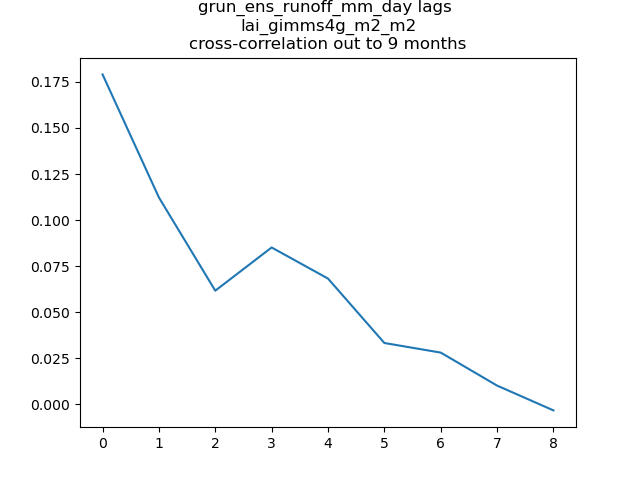 grun_ens_runoff_mm_day lags
lai_gimms4g_m2_m2
cross-correlation out to 9 months
0.175
0.150
0.125
0.100
0.075
0.050
0.025
0.000
0 1 2 3 4 5 6 7 8